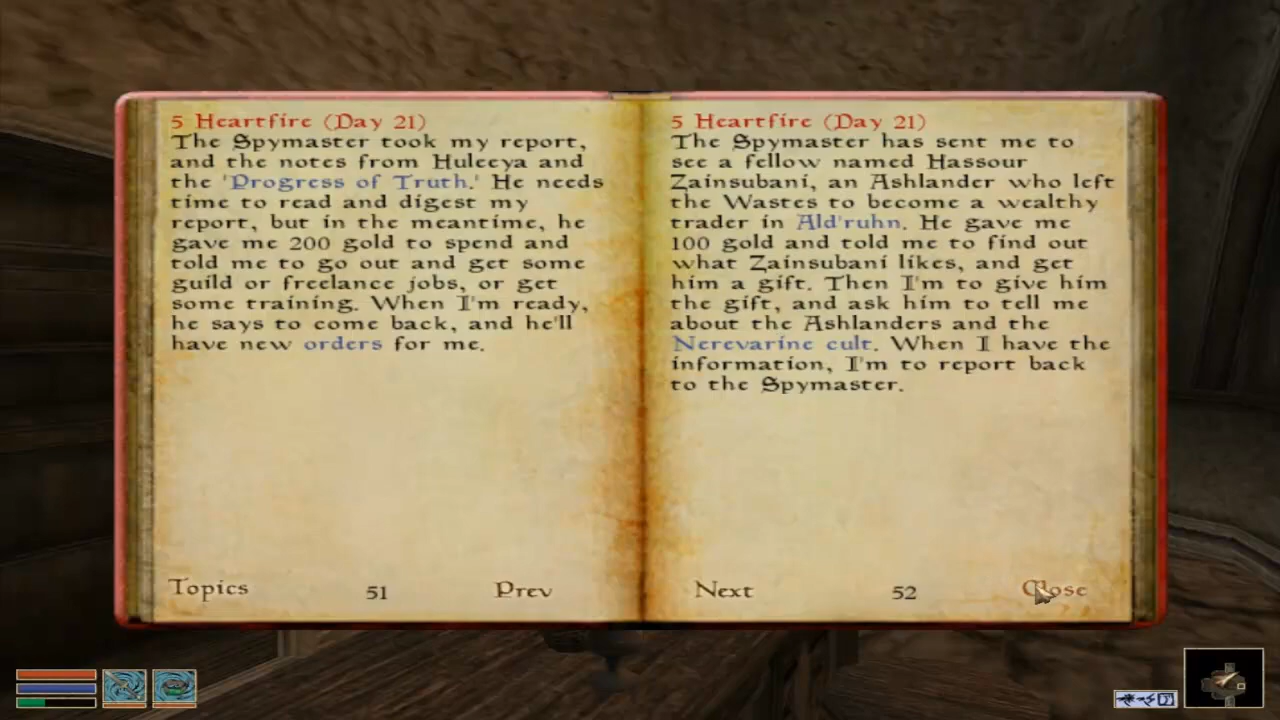 5 Heartfire (Day 21)
The Spymaster took my report,
and the notes from Huleeya and
the 'Progress of Truth.' He needs
time to read and digest my
report, but in the meantime, he
gave me 200 gold to spend and
told me to go out and get some
guild or freelance jobs, or get
some training. When I'm ready,
he says to come back, and he'll
have new orders for me.
5 Heartfire (Day 21)
The Spymaster has sent me to
see a fellow named Hassour
Zainsubani, an Ashlander who left
the Wastes to become a wealthy
trader in Ald'ruhn. He gave me
100 gold and told me to find out
what Zainsubani likes, and get
him a gift. Then I'm to give him
the gift, and ask him to tell me
about the Ashlanders and the
Nerevarine cult. When I have the
information, I'm to report back
to the Spymaster.
Topics 51 Prev Next 52 Close